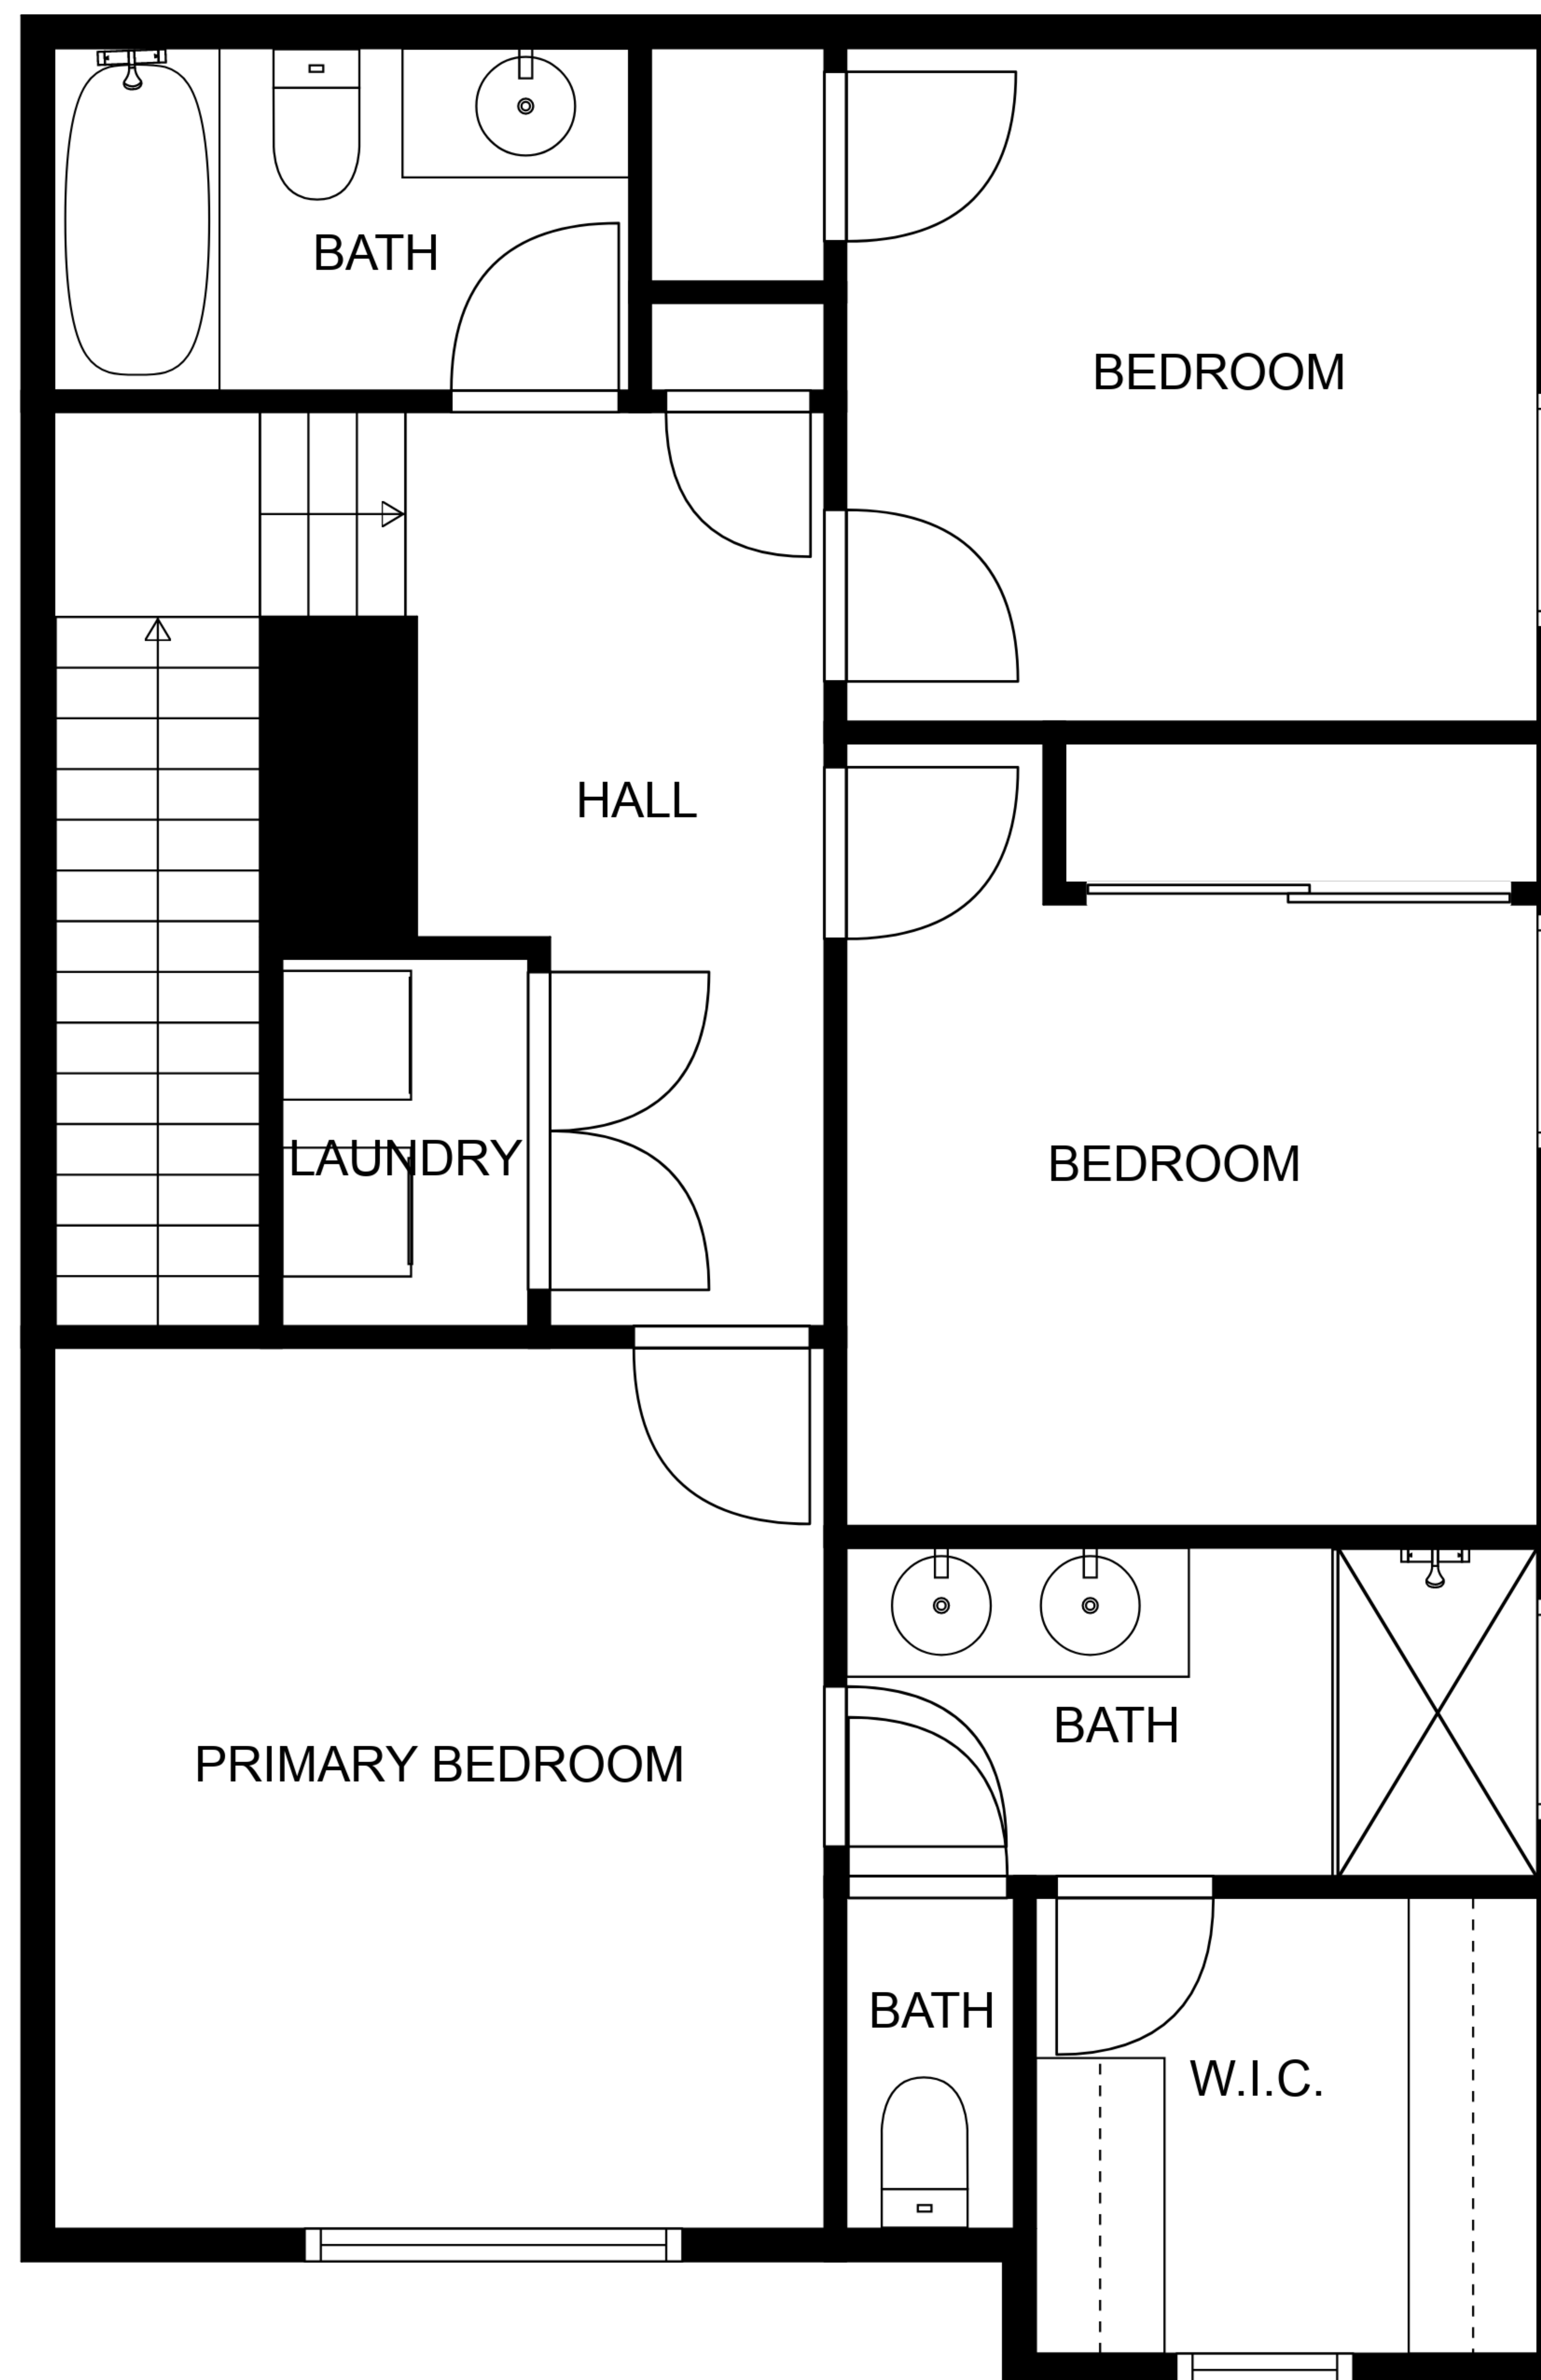 BATH
BEDROOM
HALL
LAUNDRY
BEDROOM
BATH
PRIMARY BEDROOM
BATH
W.I.C.